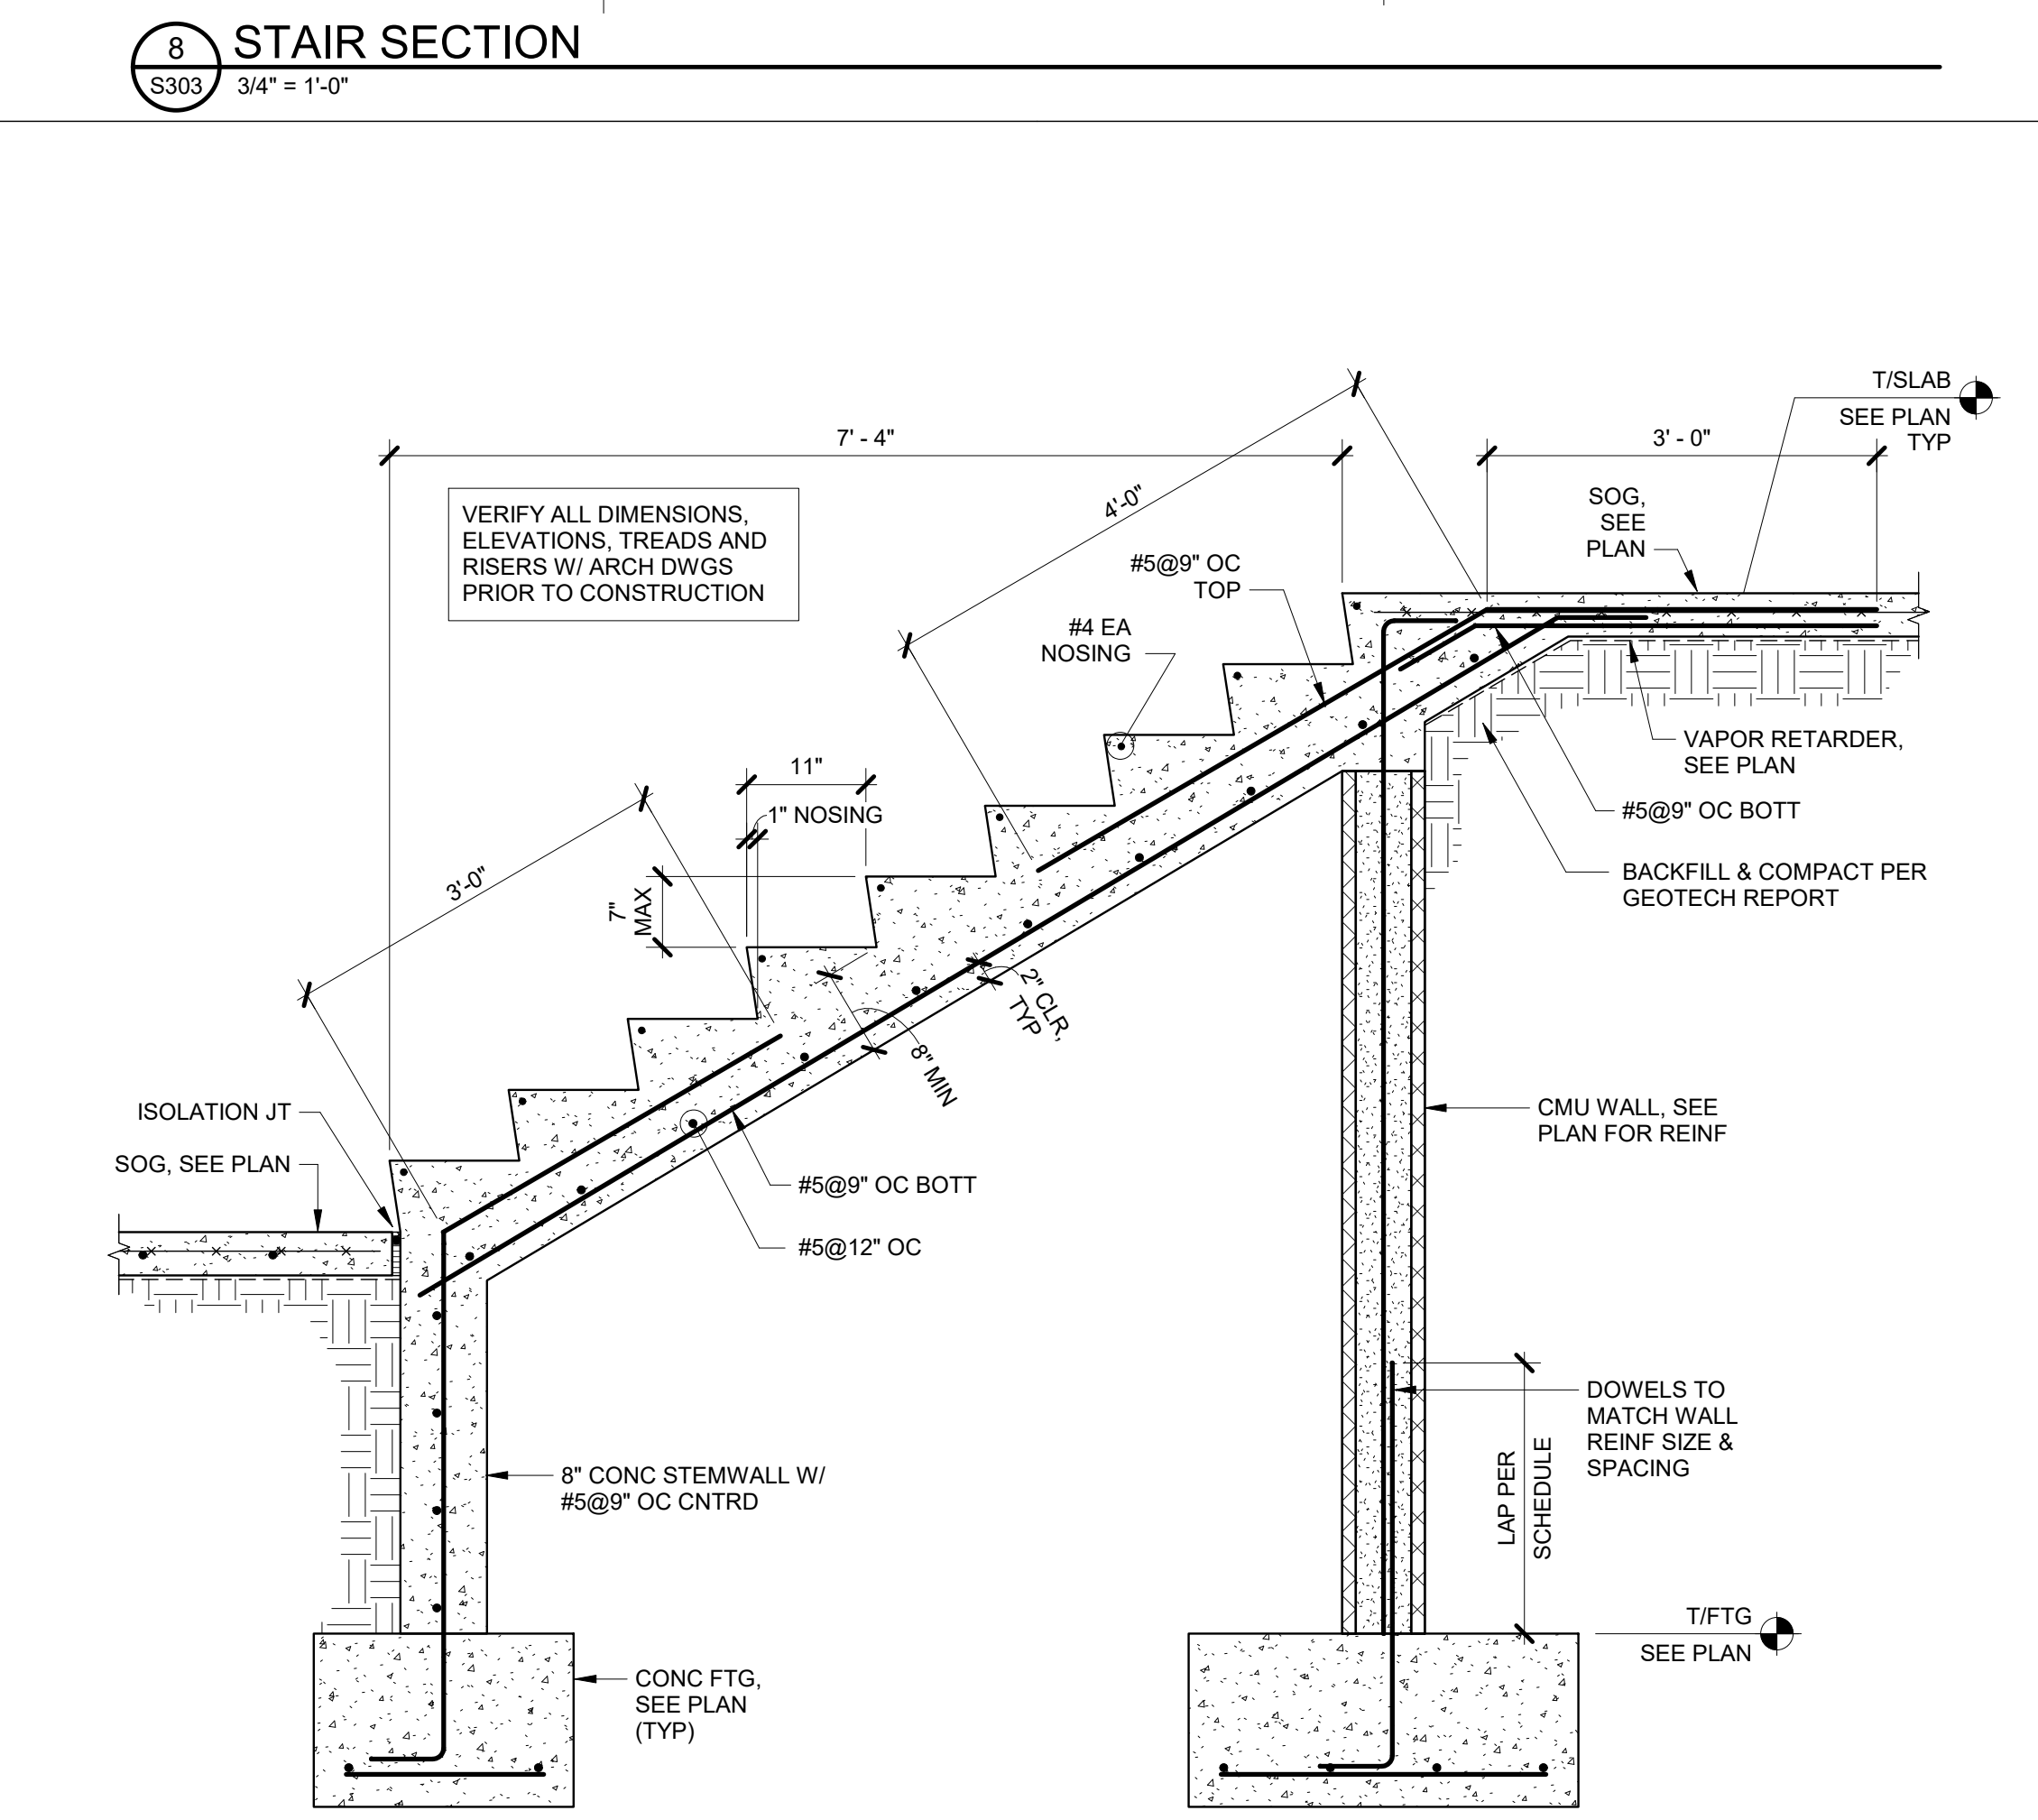 8
STAIR SECTION
S303
3/4" = 1'-0"
T/SLAB
SEE PLAN
TYP
7' - 4"
3' - 0"
4'-0"
SOG,
SEE
PLAN
VERIFY ALL DIMENSIONS,
ELEVATIONS, TREADS AND
RISERS W/ ARCH DWGS
PRIOR TO CONSTRUCTION
#5@9" OC
TOP
#4 EA
NOSING
VAPOR RETARDER,
SEE PLAN
11"
1" NOSING
#5@9" OC BOTT
3'-0"
7"
MAX
BACKFILL & COMPACT PER
GEOTECH REPORT
2" CLR,
TYP
8" MIN
ISOLATION JT
SOG, SEE PLAN
CMU WALL, SEE
PLAN FOR REINF
#5@9" OC BOTT
#5@12" OC
DOWELS TO
MATCH WALL
REINF SIZE &
SPACING
8" CONC STEMWALL W/
#5@9" OC CNTRD
LAP PER
SCHEDULE
T/FTG
SEE PLAN
CONC FTG,
SEE PLAN
(TYP)